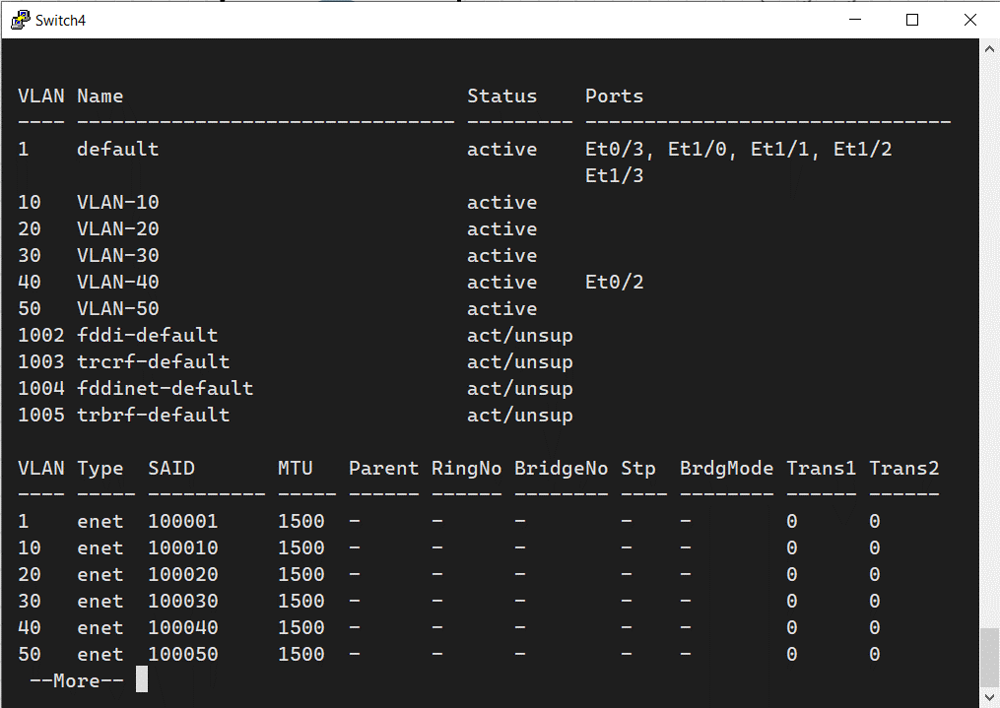 Switch4
VLAN Name                             Status    Ports
---- -------------------------------- --------- -------------------------------
1    default                          active    Et0/3, Et1/0, Et1/1, Et1/2
                                                Et1/3
10   VLAN-10                          active
20   VLAN-20                          active
30   VLAN-30                          active
40   VLAN-40                          active    Et0/2
50   VLAN-50                          active
1002 fddi-default                     act/unsup
1003 trcrf-default                    act/unsup
1004 fddinet-default                  act/unsup
1005 trbrf-default                    act/unsup
VLAN Type  SAID       MTU   Parent RingNo BridgeNo Stp  BrdgMode Trans1 Trans2
---- ----- ---------- ----- ------ ------ -------- ---- -------- ------ ------
1    enet  100001     1500  -      -      -        -    -        0      0
10   enet  100010     1500  -      -      -        -    -        0      0
20   enet  100020     1500  -      -      -        -    -        0      0
30   enet  100030     1500  -      -      -        -    -        0      0
40   enet  100040     1500  -      -      -        -    -        0      0
50   enet  100050     1500  -      -      -        -    -        0      0
 --More--